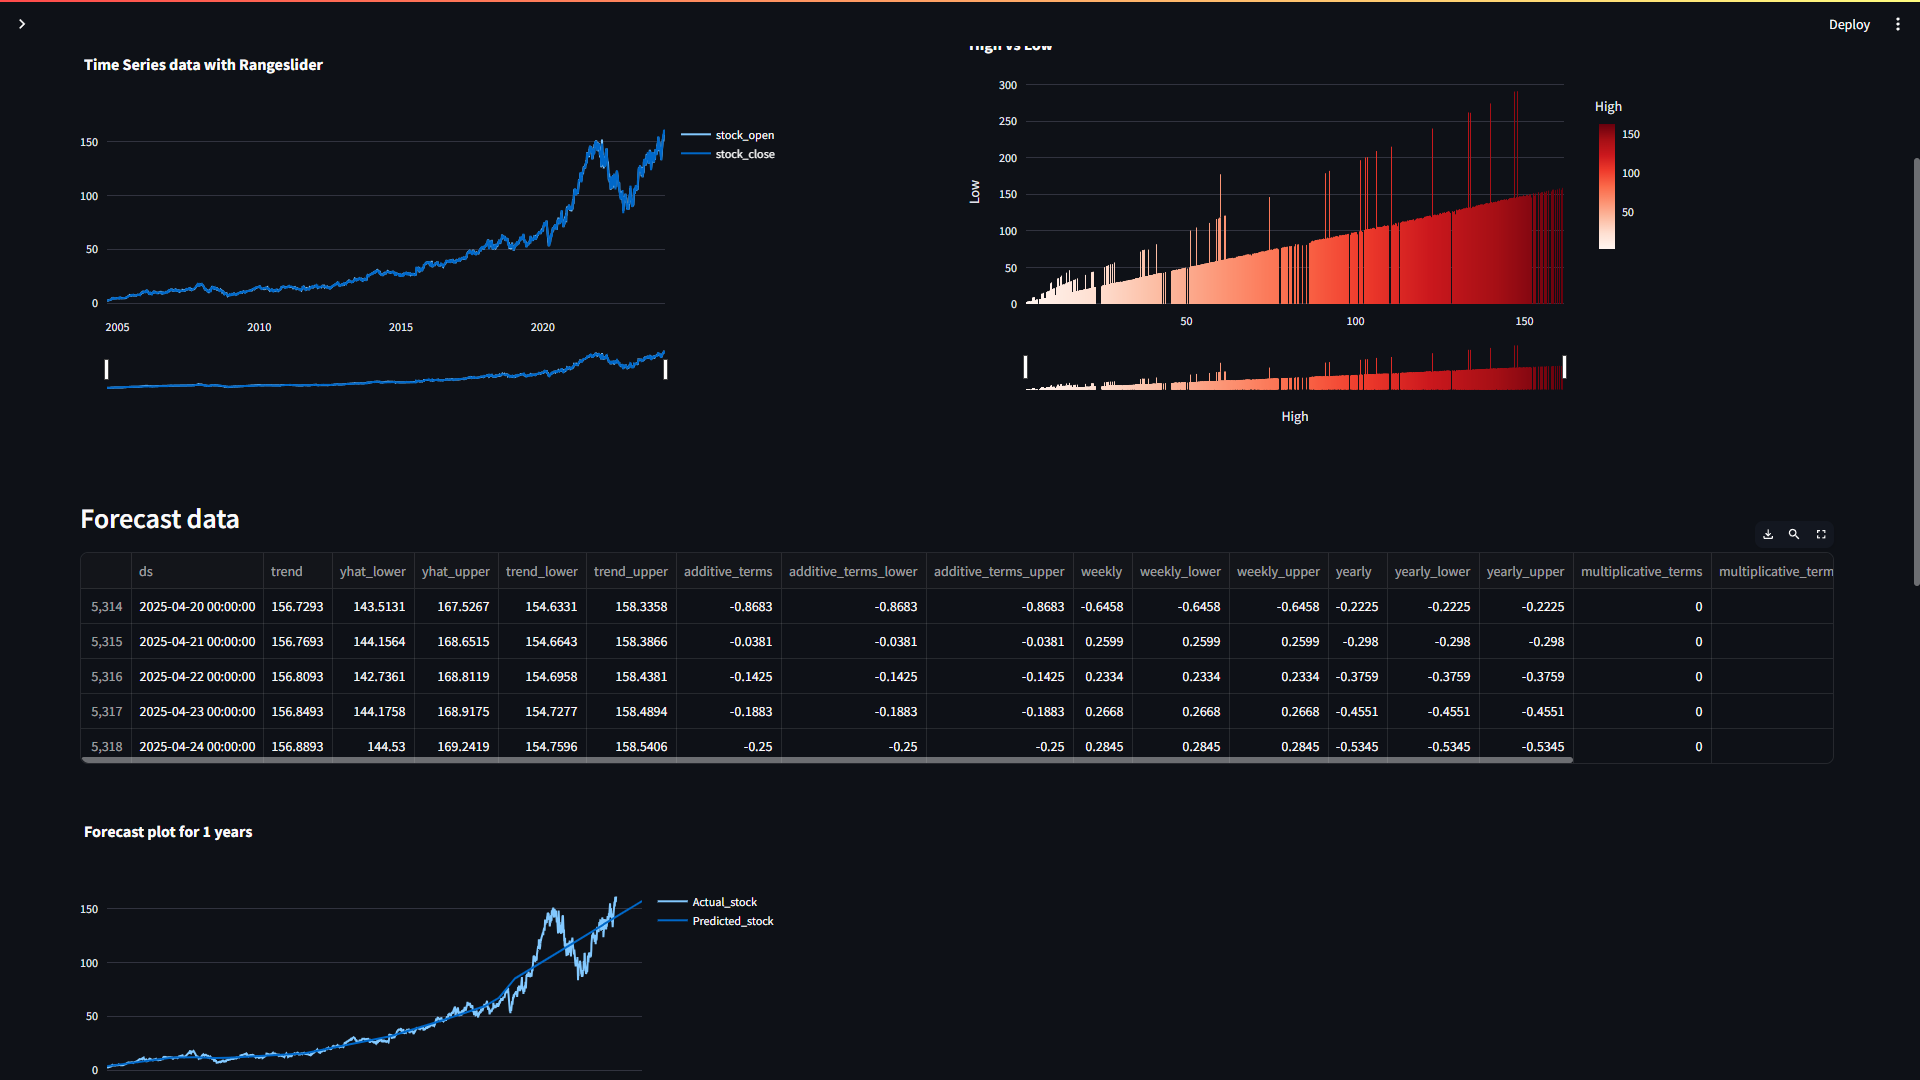 Deploy
Time Series data with Rangeslider
150
100
50
0
2005 2010 2015 2020
stock_open
stock_close
High vs Low
300
250
200
150
100
50
0
Low
50 100 150
High
High
150
100
50
Forecast data
ds trend yhat_lower yhat_upper trend_lower trend_upper additive_terms additive_terms_lower additive_terms_upper weekly weekly_lower weekly_upper yearly yearly_lower yearly_upper multiplicative_terms multiplicative_term
5,314 2025-04-20 00:00:00 156.7293 143.5131 167.5267 154.6331 158.3358 -0.8683 -0.8683 -0.8683 -0.6458 -0.6458 -0.6458 -0.2225 -0.2225 -0.2225 0
5,315 2025-04-21 00:00:00 156.7693 144.1564 168.6515 154.6643 158.3866 -0.0381 -0.0381 -0.0381 0.2599 0.2599 0.2599 -0.298 -0.298 -0.298 0
5,316 2025-04-22 00:00:00 156.8093 142.7361 168.8119 154.6958 158.4381 -0.1425 -0.1425 -0.1425 0.2334 0.2334 0.2334 -0.3759 -0.3759 -0.3759 0
5,317 2025-04-23 00:00:00 156.8493 144.1758 168.9175 154.7277 158.4894 -0.1883 -0.1883 -0.1883 0.2668 0.2668 0.2668 -0.4551 -0.4551 -0.4551 0
5,318 2025-04-24 00:00:00 156.8893 144.53 169.2419 154.7596 158.5406 -0.25 -0.25 -0.25 0.2845 0.2845 0.2845 -0.5345 -0.5345 -0.5345 0
Forecast plot for 1 years
150
100
50
0
Actual_stock
Predicted_stock